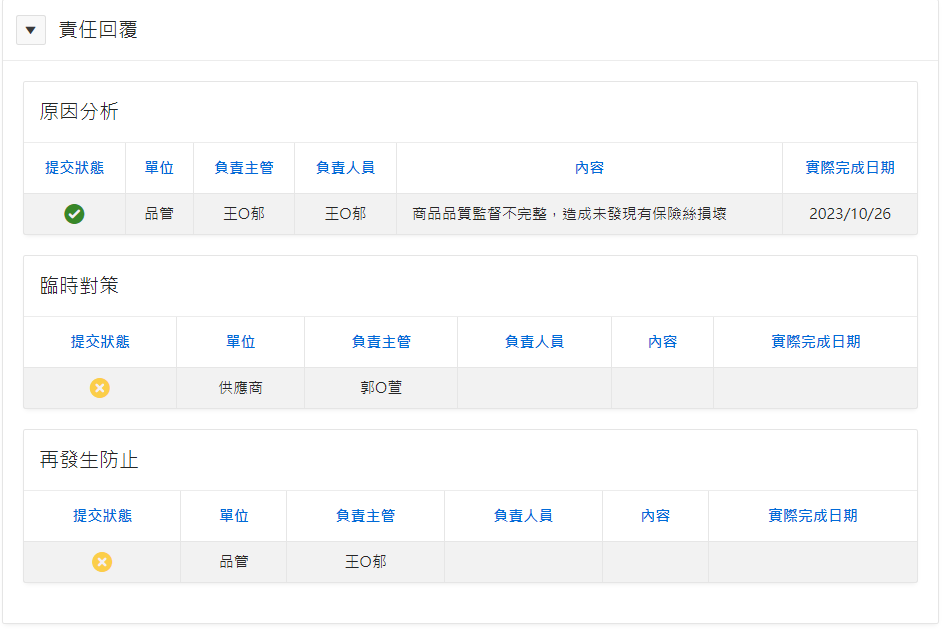 責任回覆
原因分析
提交狀態 單位 負責主管 負責人員 內容 實際完成日期
品管 王O郁 王O郁 商品品質監督不完整，造成未發現有保險絲損壞 2023/10/26
臨時對策
提交狀態 單位 負責主管 負責人員 內容 實際完成日期
供應商 郭O萱
再發生防止
提交狀態 單位 負責主管 負責人員 內容 實際完成日期
品管 王O郁